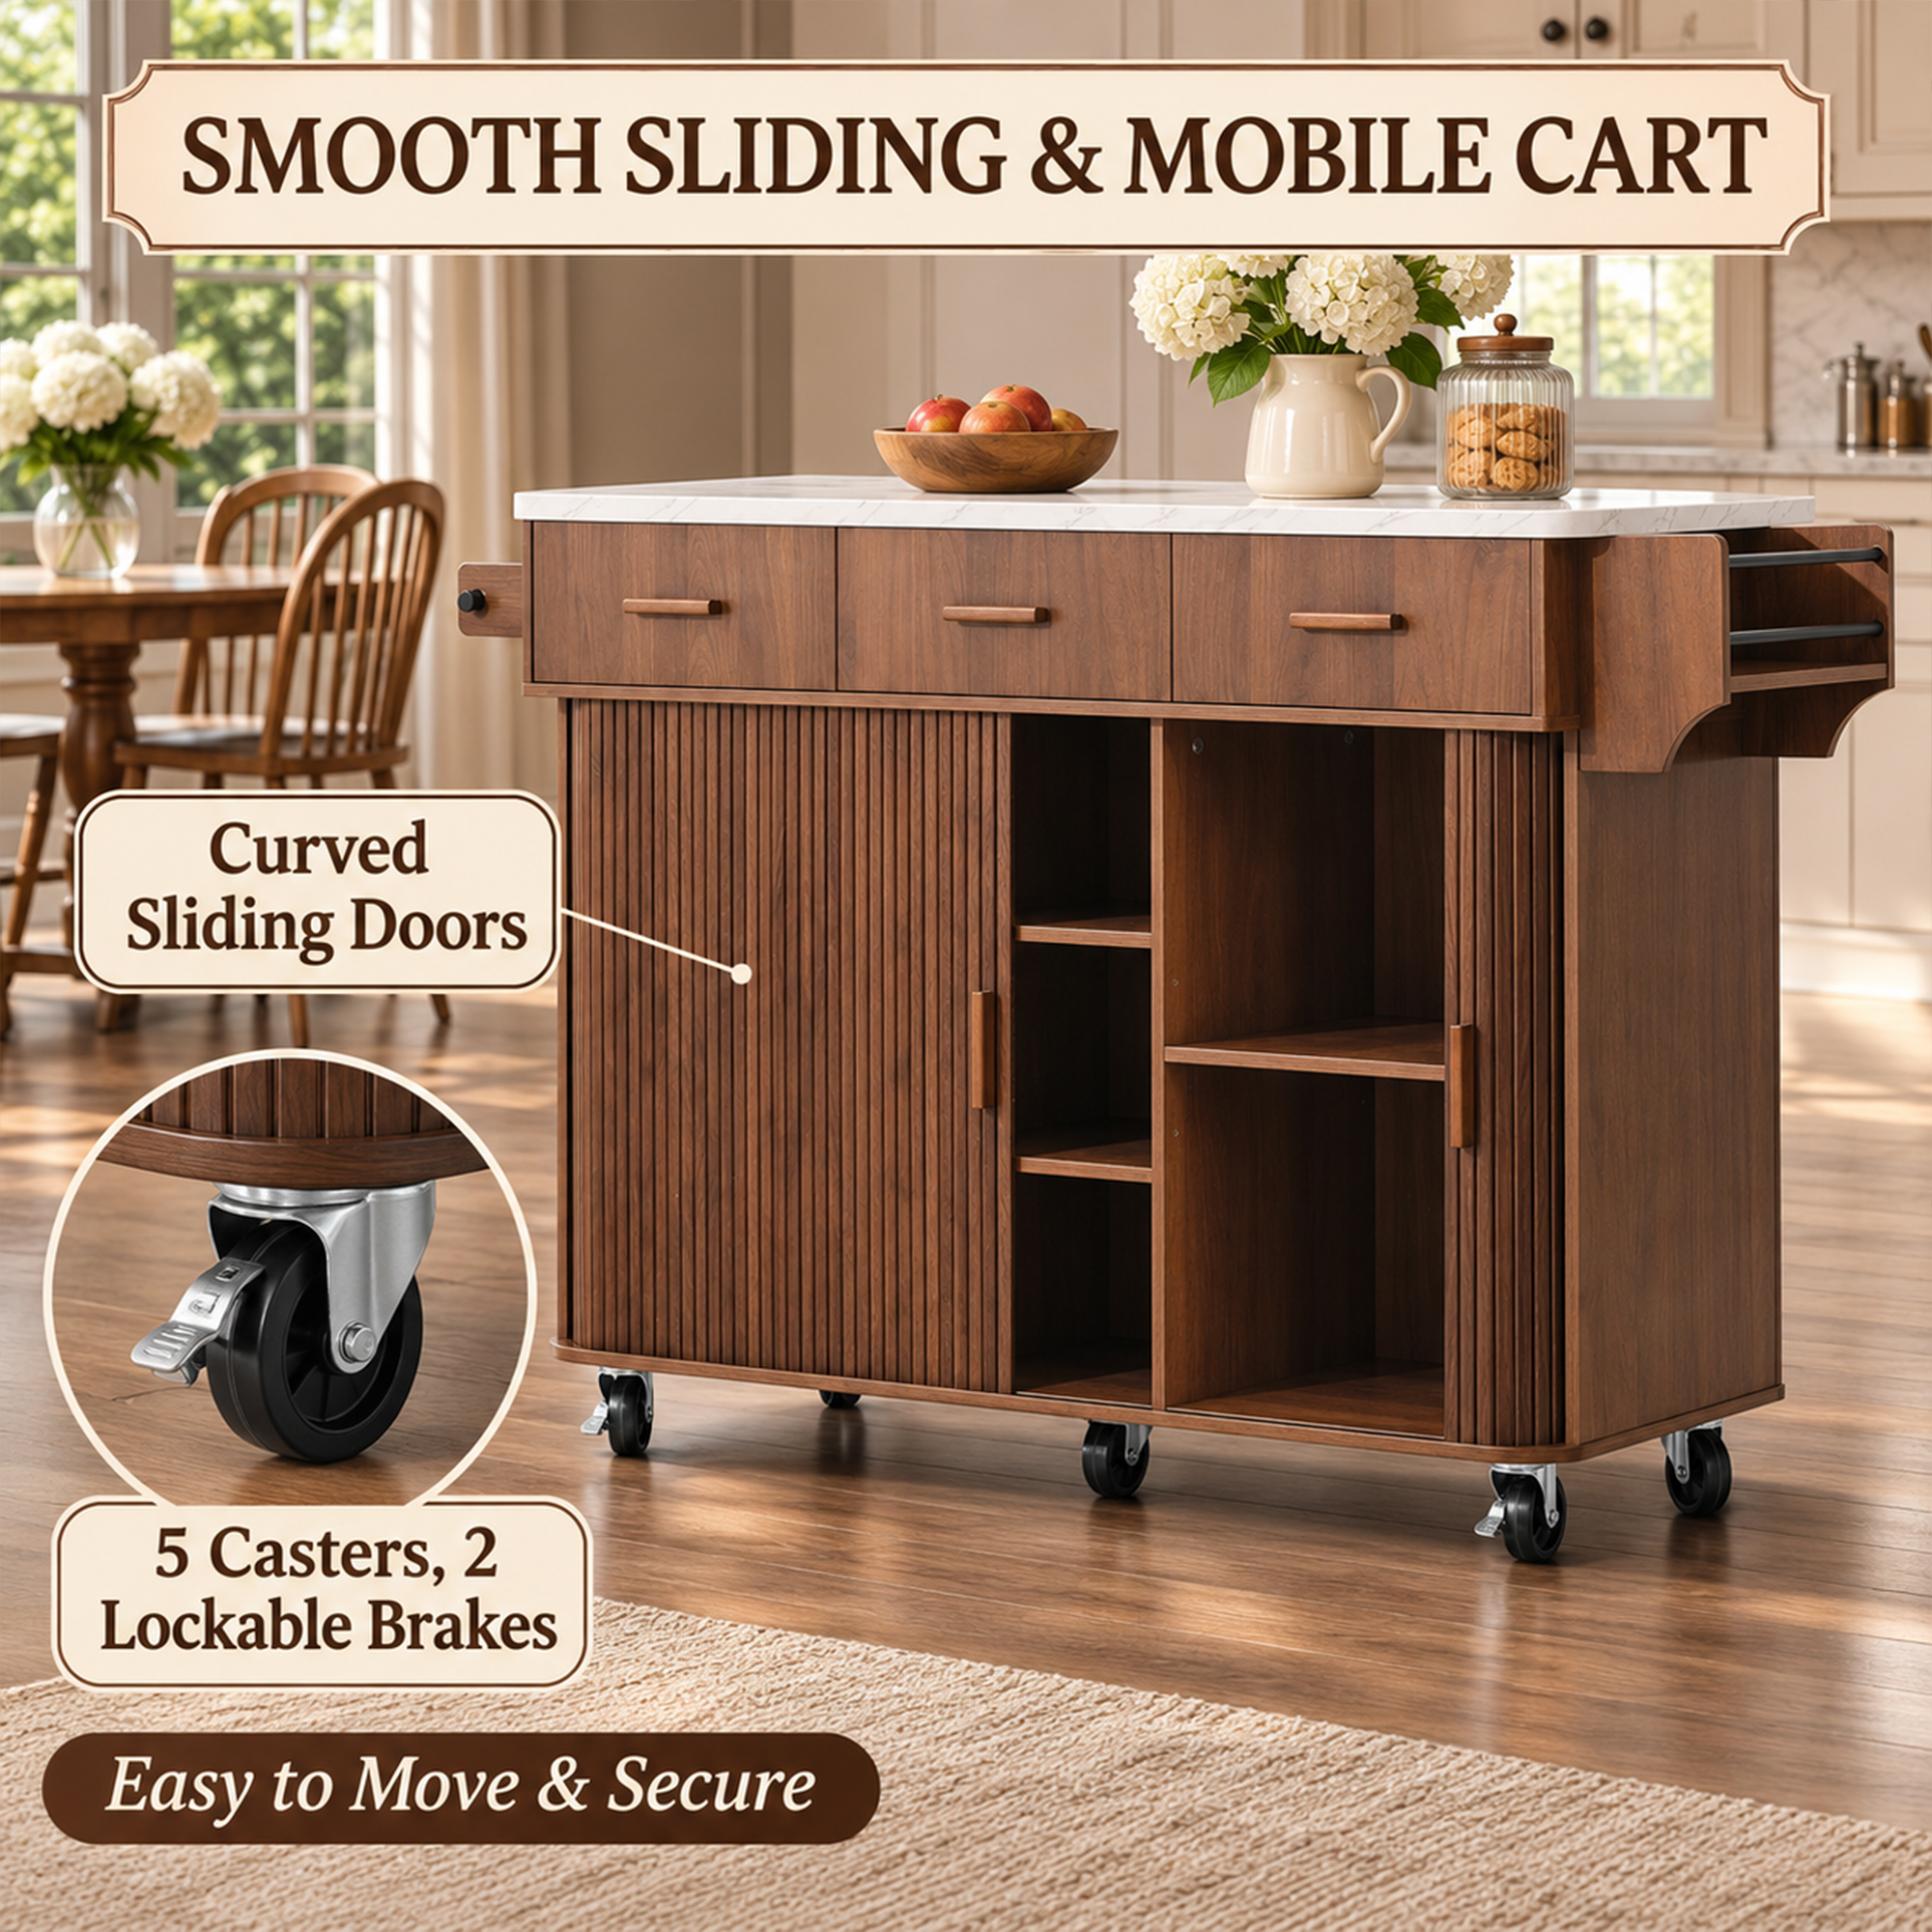 SMOOTH SLIDING & MOBILE CART
Curved
Sliding Doors
5 Casters, 2
Lockable Brakes
Easy to Move & Secure